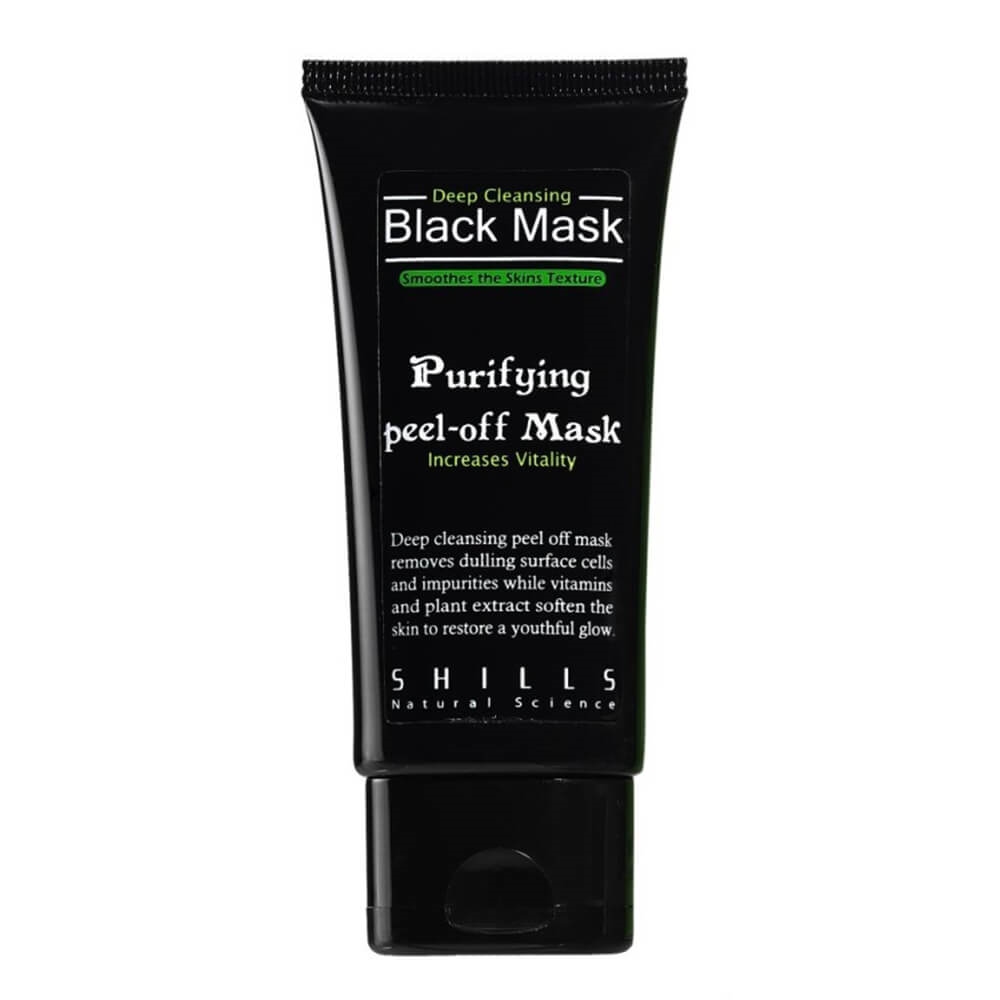 Deep Cleansing
Black Mask
Smoothes the Skins Texture
Purifying
peel-off Mask
Increases Vitality
Deep cleansing peel off mask
removes dulling surface cells
and impurities while vitamins
and plant extract soften the
skin to restore a youthful glow.
SHILLS
Natural Science